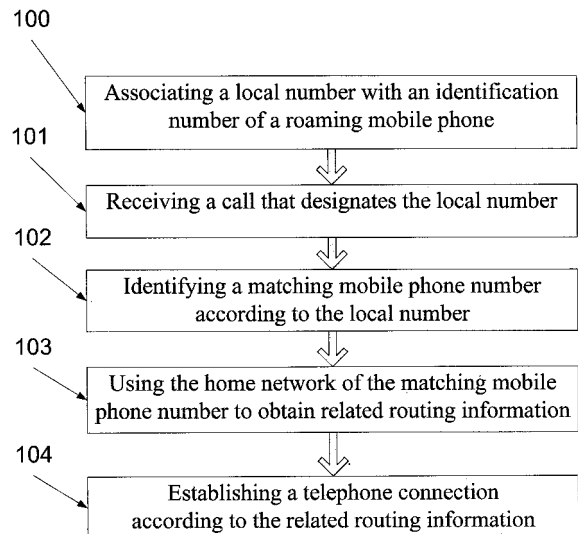 100
Associating a local number with an identification
number of a roaming mobile phone
101
Receiving a call that designates the local number
102
Identifying a matching mobile phone number
according to the local number
103
Using the home network of the matching mobile
phone number to obtain related routing information
104
Establishing a telephone connection
according to the related routing information